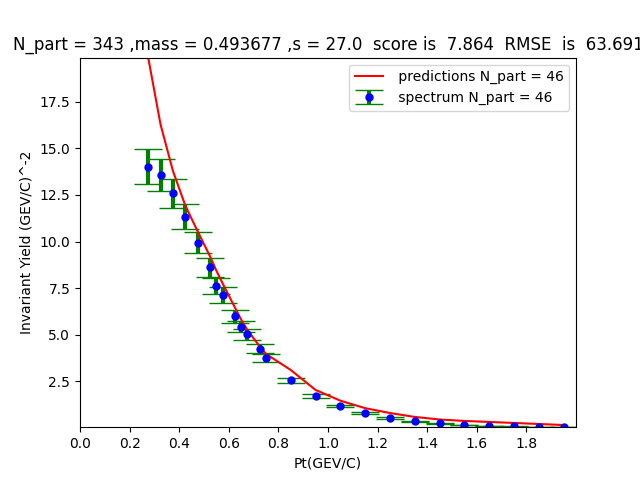 N_part = 343 ,mass = 0.493677 ,s = 27.0  score is  7.864  RMSE  is  63.691
predictions N_part = 46
spectrum N_part = 46
Invariant Yield (GEV/C)^-2
17.5
15.0
12.5
10.0
7.5
5.0
2.5
0.0 0.2 0.4 0.6 0.8 1.0 1.2 1.4 1.6 1.8
Pt(GEV/C)